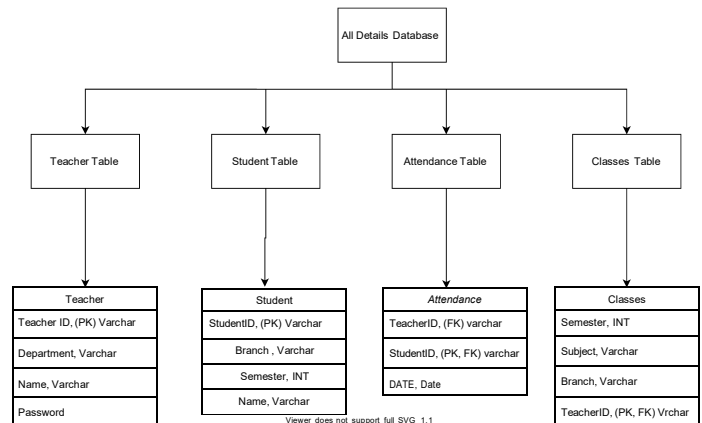 All Details Database
Teacher Table
Student Table
Attendance Table
Classes Table
Teacher
Teacher ID, (PK) Varchar
Department, Varchar
Name, Varchar
Password
Student
StudentID, (PK) Varchar
Branch , Varchar
Semester, INT
Name, Varchar
Attendance
TeacherID, (FK) varchar
StudentID, (PK, FK) varchar
DATE, Date
Classes
Semester, INT
Subject, Varchar
Branch, Varchar
TeacherID, (PK, FK) Vrchar
Viewer does not support full SVG 1.1